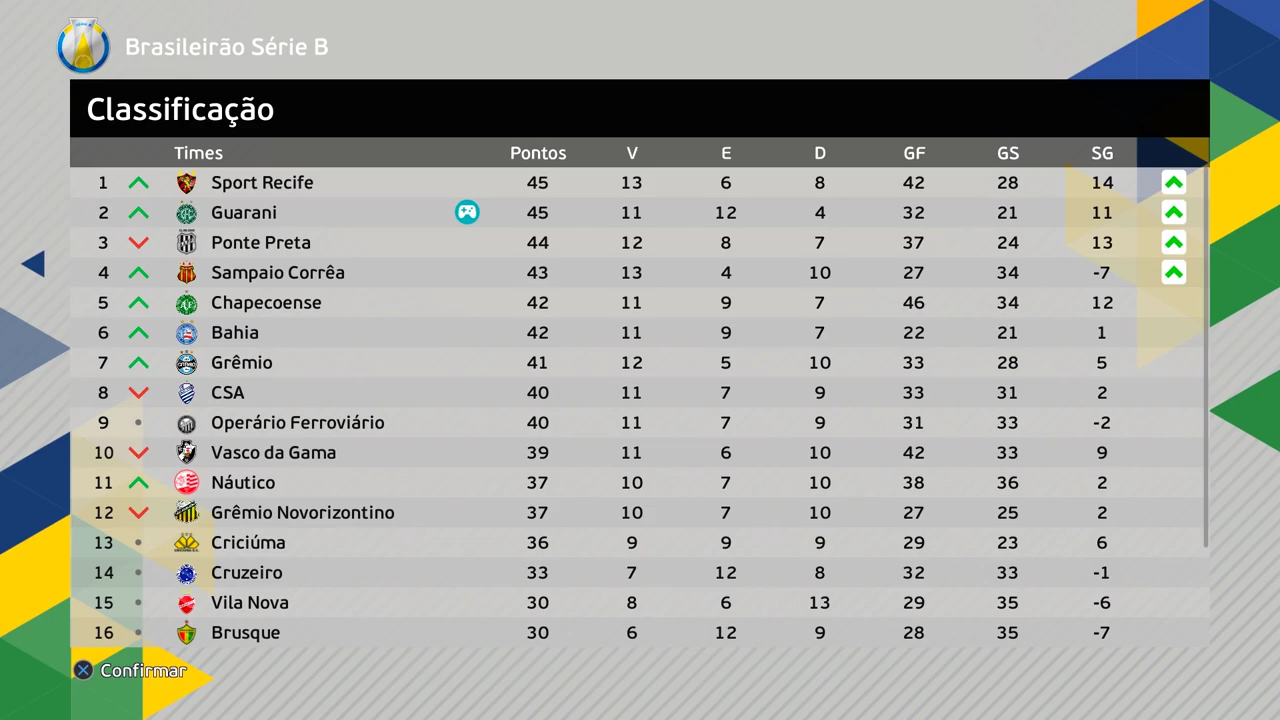 Brasileirão Série B
Classificação
Times Pontos V E D GF GS SG
1 Sport Recife 45 13 6 8 42 28 14
2 Guarani 45 11 12 4 32 21 11
3 Ponte Preta 44 12 8 7 37 24 13
4 Sampaio Corrêa 43 13 4 10 27 34 -7
5 Chapecoense 42 11 9 7 46 34 12
6 Bahia 42 11 9 7 22 21 1
7 Grêmio 41 12 5 10 33 28 5
8 CSA 40 11 7 9 33 31 2
9 Operário Ferroviário 40 11 7 9 31 33 -2
10 Vasco da Gama 39 11 6 10 42 33 9
11 Náutico 37 10 7 10 38 36 2
12 Grêmio Novorizontino 37 10 7 10 27 25 2
13 Criciúma 36 9 9 9 29 23 6
14 Cruzeiro 33 7 12 8 32 33 -1
15 Vila Nova 30 8 6 13 29 35 -6
16 Brusque 30 6 12 9 28 35 -7
Confirmar